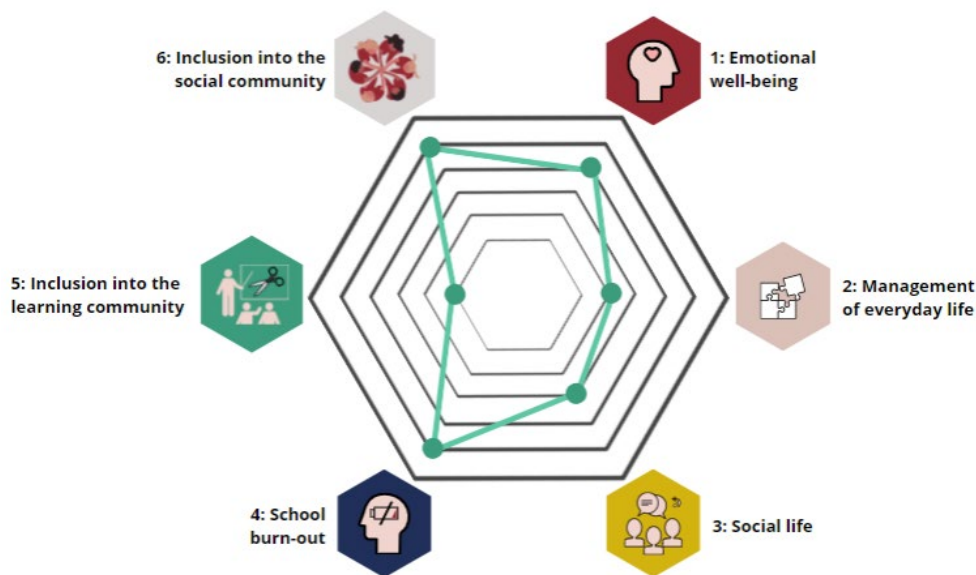 6: Inclusion into the
social community
1: Emotional
well-being
5: Inclusion into the
learning community
2: Management
of everyday life
4: School
burn-out
3: Social life